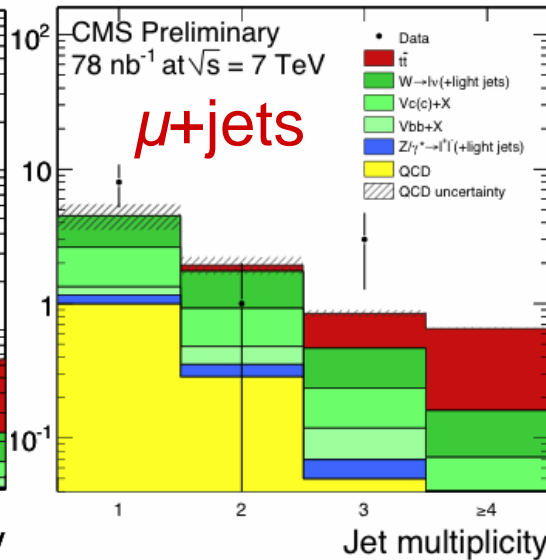 CMS Preliminary
78 nb⁻¹ at √s = 7 TeV
μ+jets
Data
tt̄
W→lν(+light jets)
Vc(c)+X
Vbb+X
Z/γ*→l⁺l⁻(+light jets)
QCD
QCD uncertainty
10²
10
1
10⁻¹
1 2 3 ≥4
Jet multiplicity